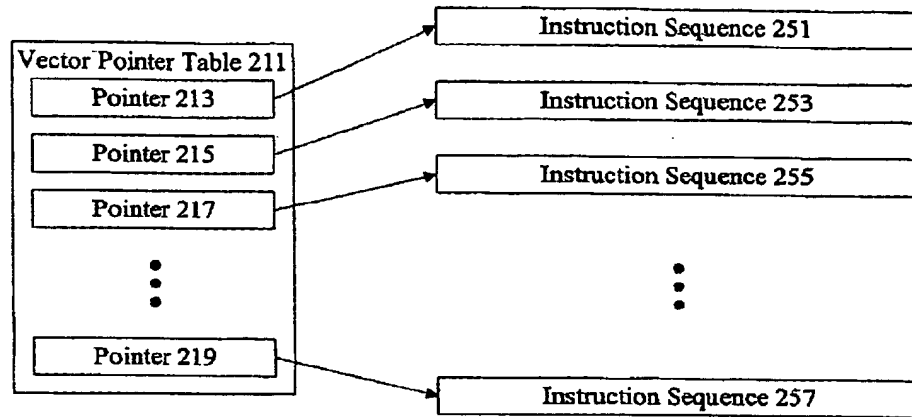 Vector Pointer Table 211
Pointer 213
Pointer 215
Pointer 217
Pointer 219
Instruction Sequence 251
Instruction Sequence 253
Instruction Sequence 255
Instruction Sequence 257